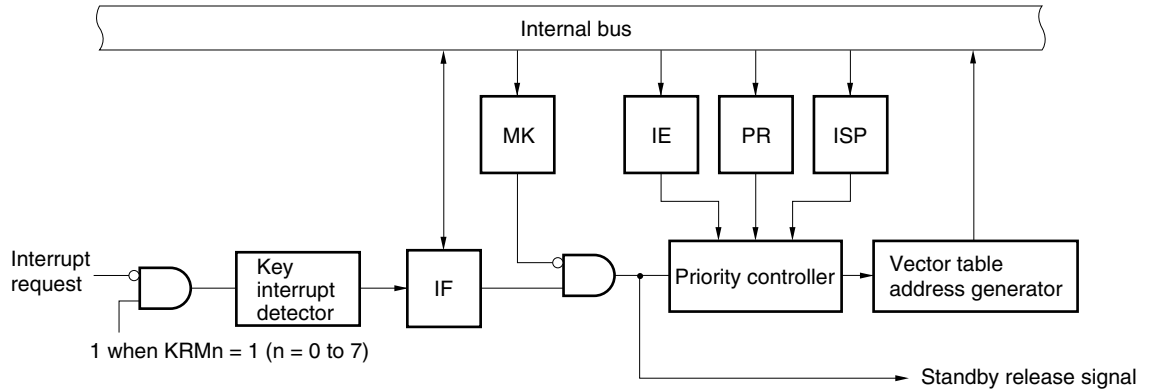 Internal bus
MK
IE
PR
ISP
Interrupt
request
Key
interrupt
detector
IF
Priority controller
Vector table
address generator
1 when KRMn = 1 (n = 0 to 7)
Standby release signal